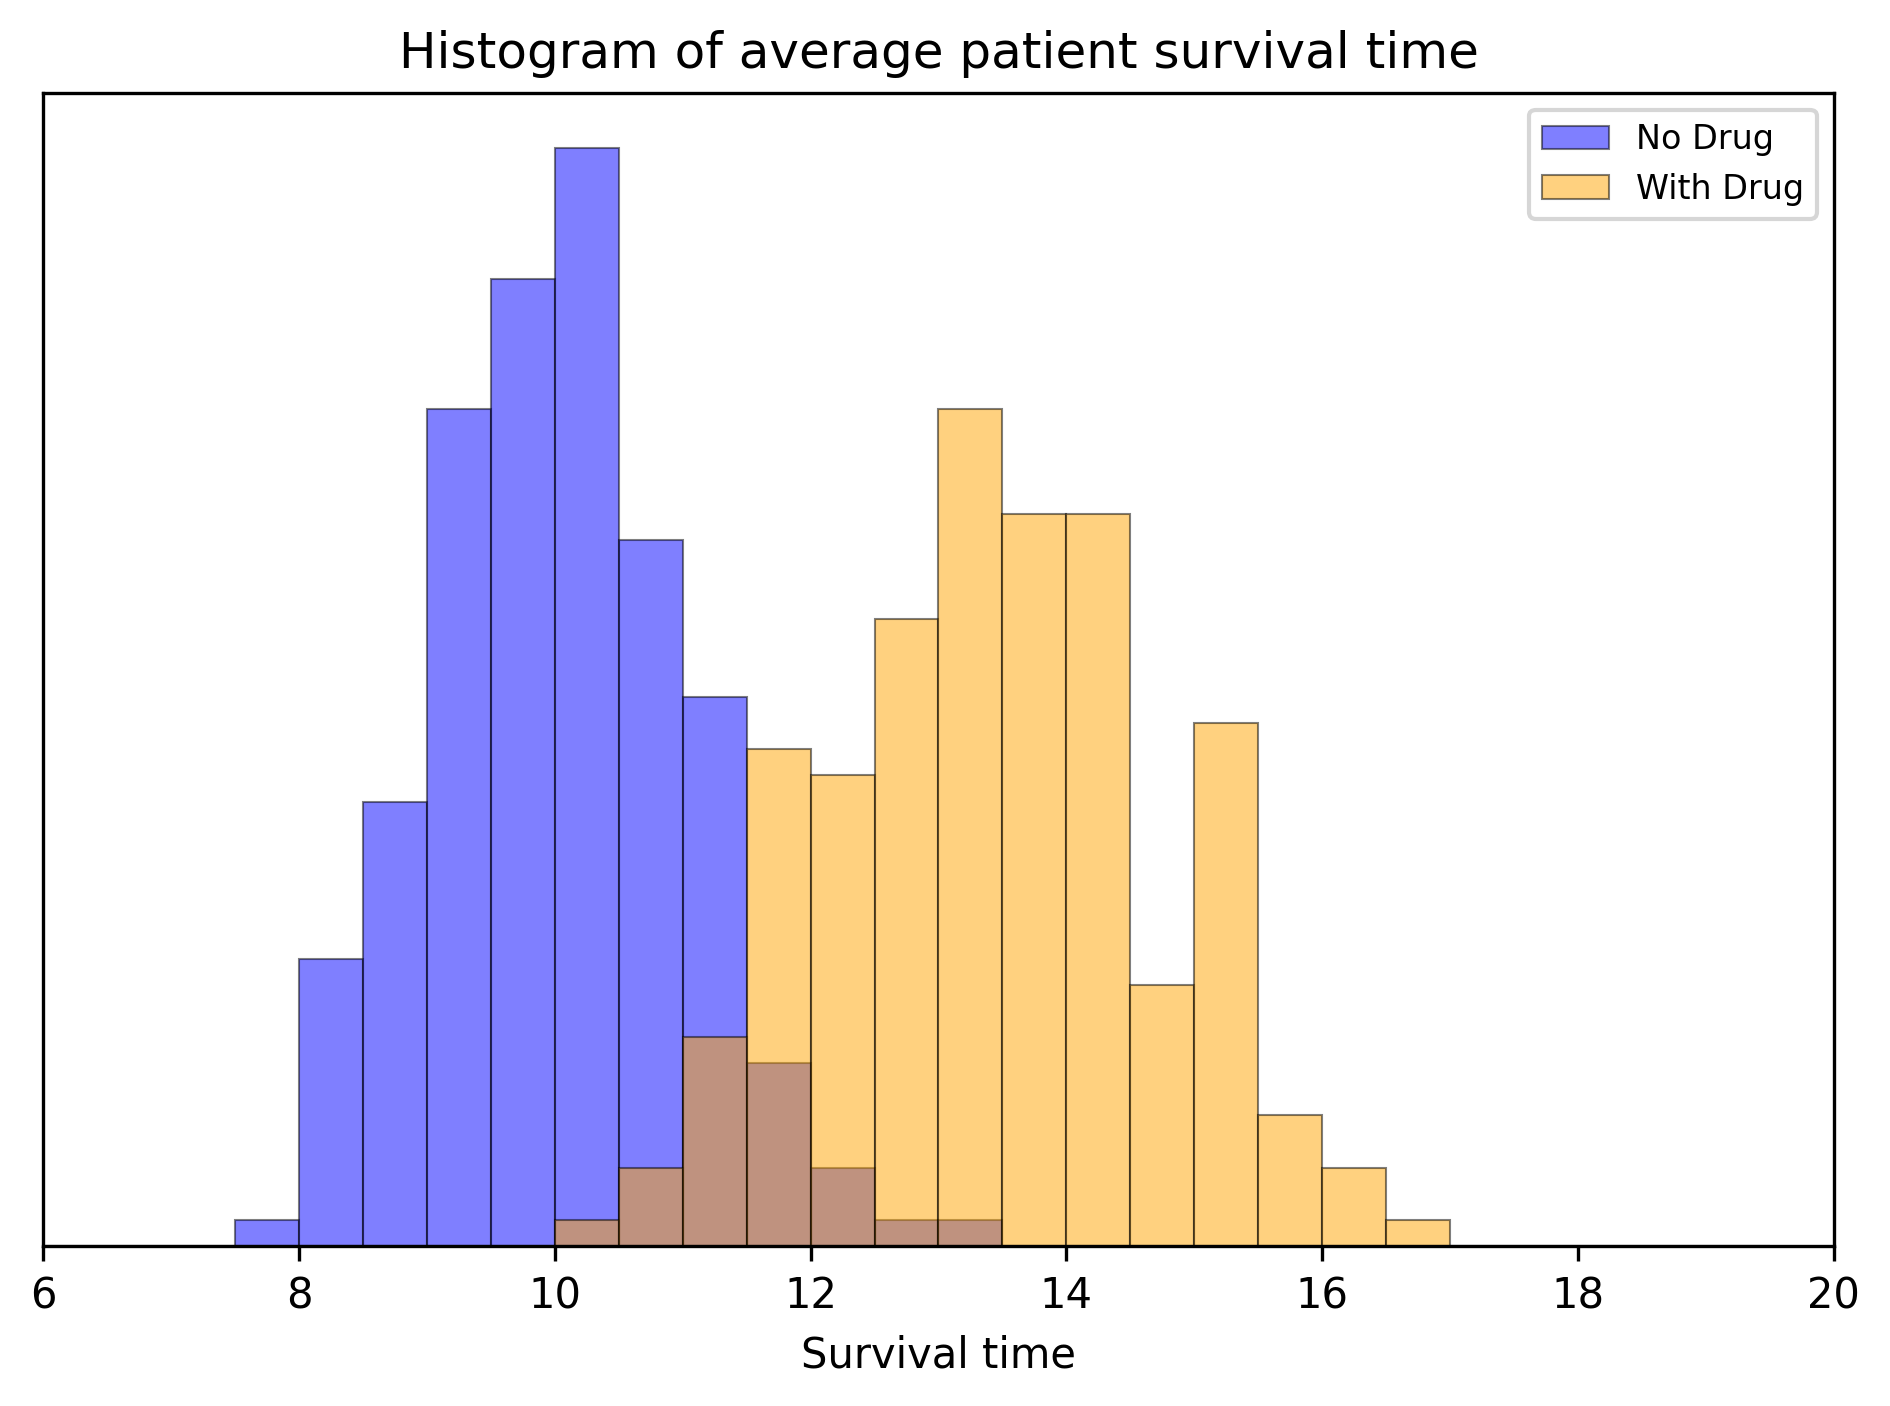 Histogram of average patient survival time
No Drug
With Drug
6 8 10 12 14 16 18 20
Survival time